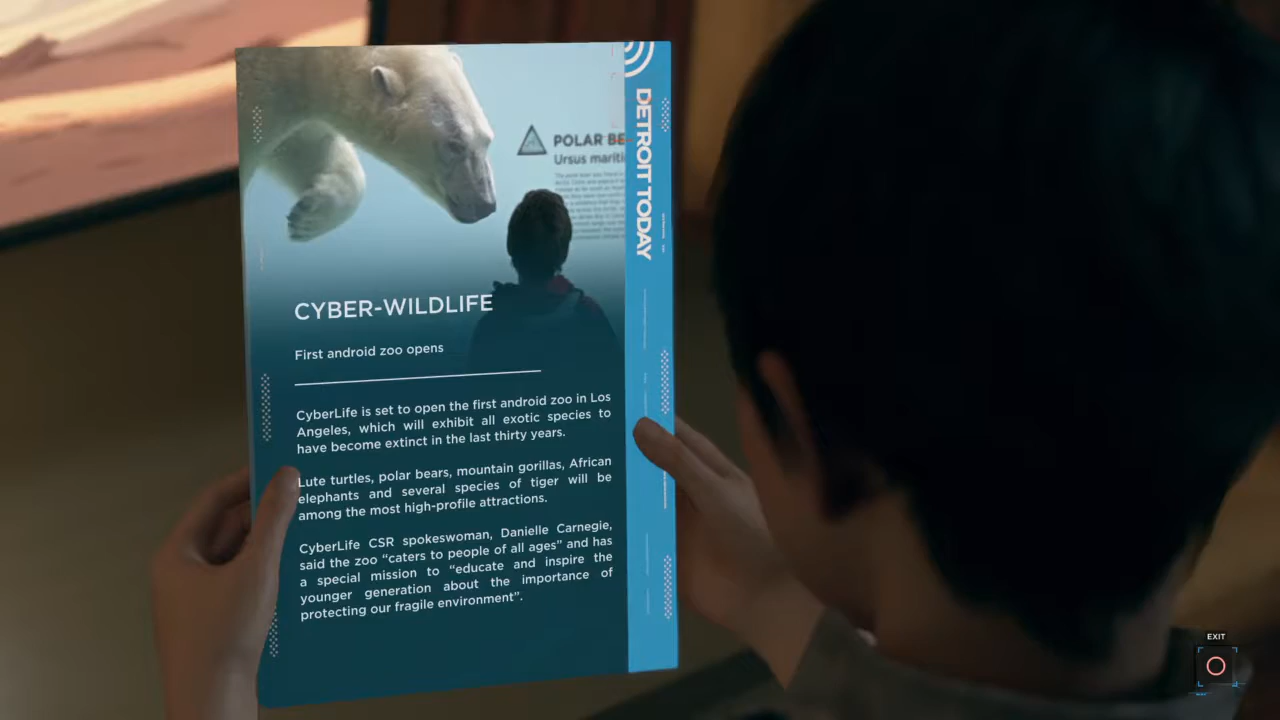 POLAR BE
Ursus mariti
DETROIT TODAY
CYBER-WILDLIFE
First android zoo opens
CyberLife is set to open the first android zoo in Los
Angeles, which will exhibit all exotic species to
have become extinct in the last thirty years.
Lute turtles, polar bears, mountain gorillas, African
elephants and several species of tiger will be
among the most high-profile attractions.
CyberLife CSR spokeswoman, Danielle Carnegie,
said the zoo “caters to people of all ages” and has
a special mission to “educate and inspire the
younger generation about the importance of
protecting our fragile environment”.
EXIT